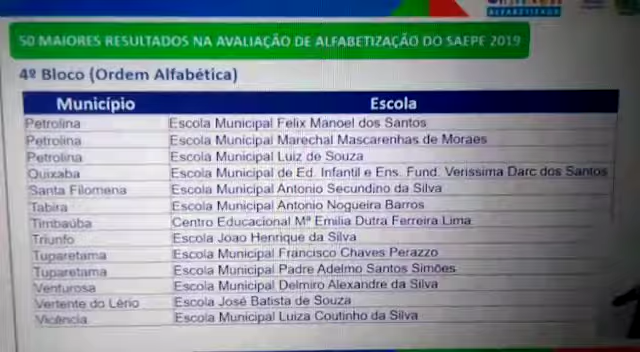 50 MAIORES RESULTADOS NA AVALIAÇÃO DE ALFABETIZAÇÃO DO SAEPE 2019
4º Bloco (Ordem Alfabética)
Município Escola
Petrolina Escola Municipal Felix Manoel dos Santos
Petrolina Escola Municipal Marechal Mascarenhas de Moraes
Petrolina Escola Municipal Luiz de Souza
Quixaba Escola Municipal de Ed. Infantil e Ens. Fund. Verissima Darc dos Santos
Santa Filomena Escola Municipal Antonio Secundino da Silva
Tabira Escola Municipal Antonio Nogueira Barros
Timbaúba Centro Educacional Mª Emilia Dutra Ferreira Lima
Triunfo Escola Joao Henrique da Silva
Tuparetama Escola Municipal Francisco Chaves Perazzo
Tuparetama Escola Municipal Padre Adelmo Santos Simões
Venturosa Escola Municipal Delmiro Alexandre da Silva
Vertente do Lério Escola José Batista de Souza
Vicência Escola Municipal Luiza Coutinho da Silva